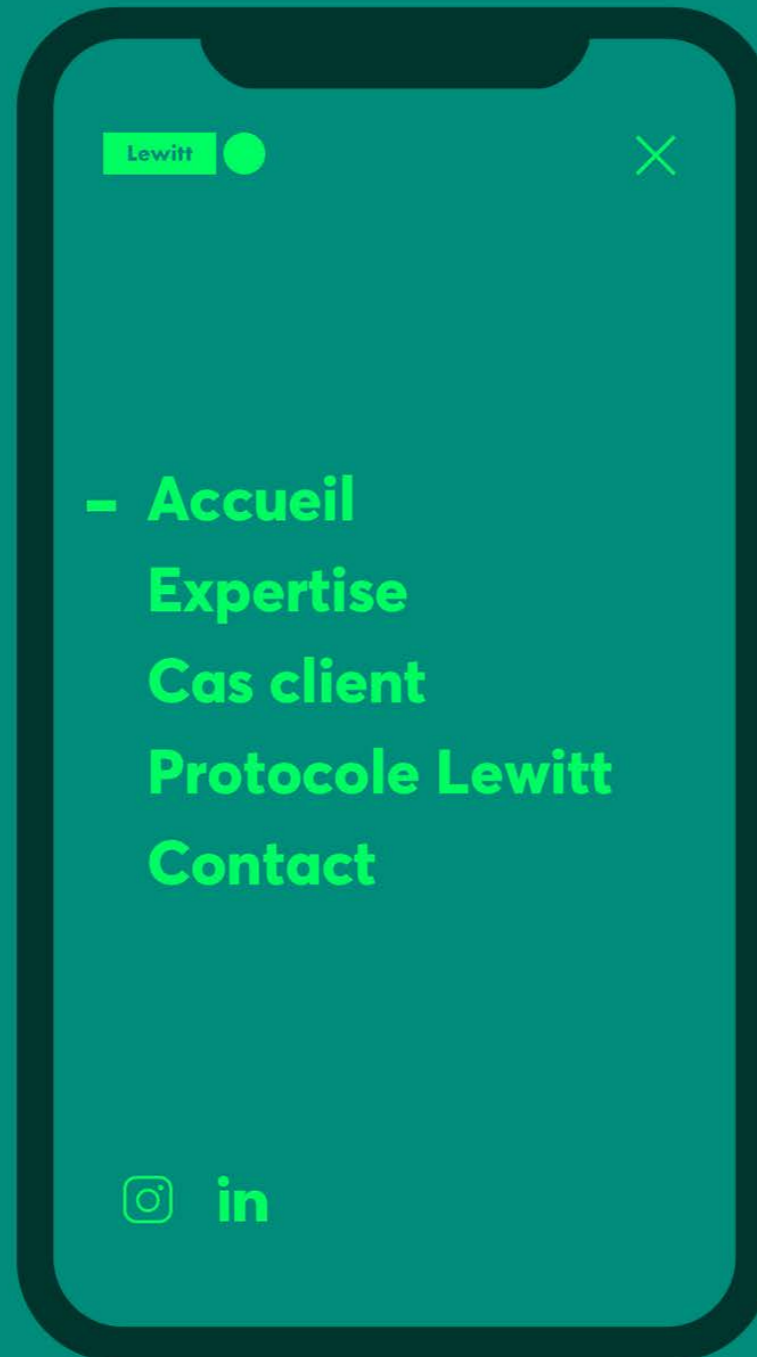 Lewitt
- Accueil
Expertise
Cas client
Protocole Lewitt
Contact
in